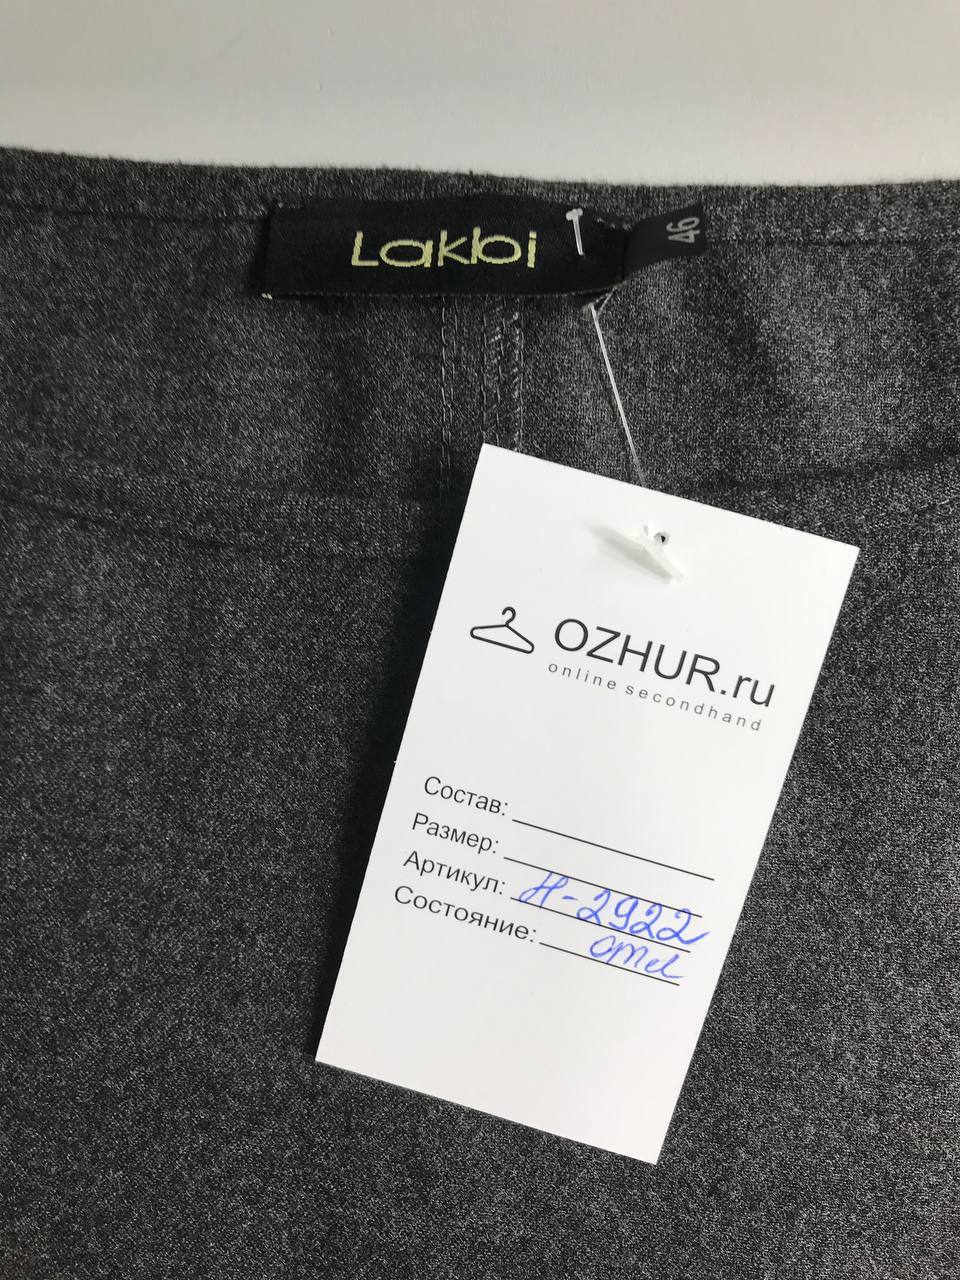 Lakbi
46
OZHUR.ru
online secondhand
Состав:
Размер:
Артикул: Н-2922
Состояние: отл